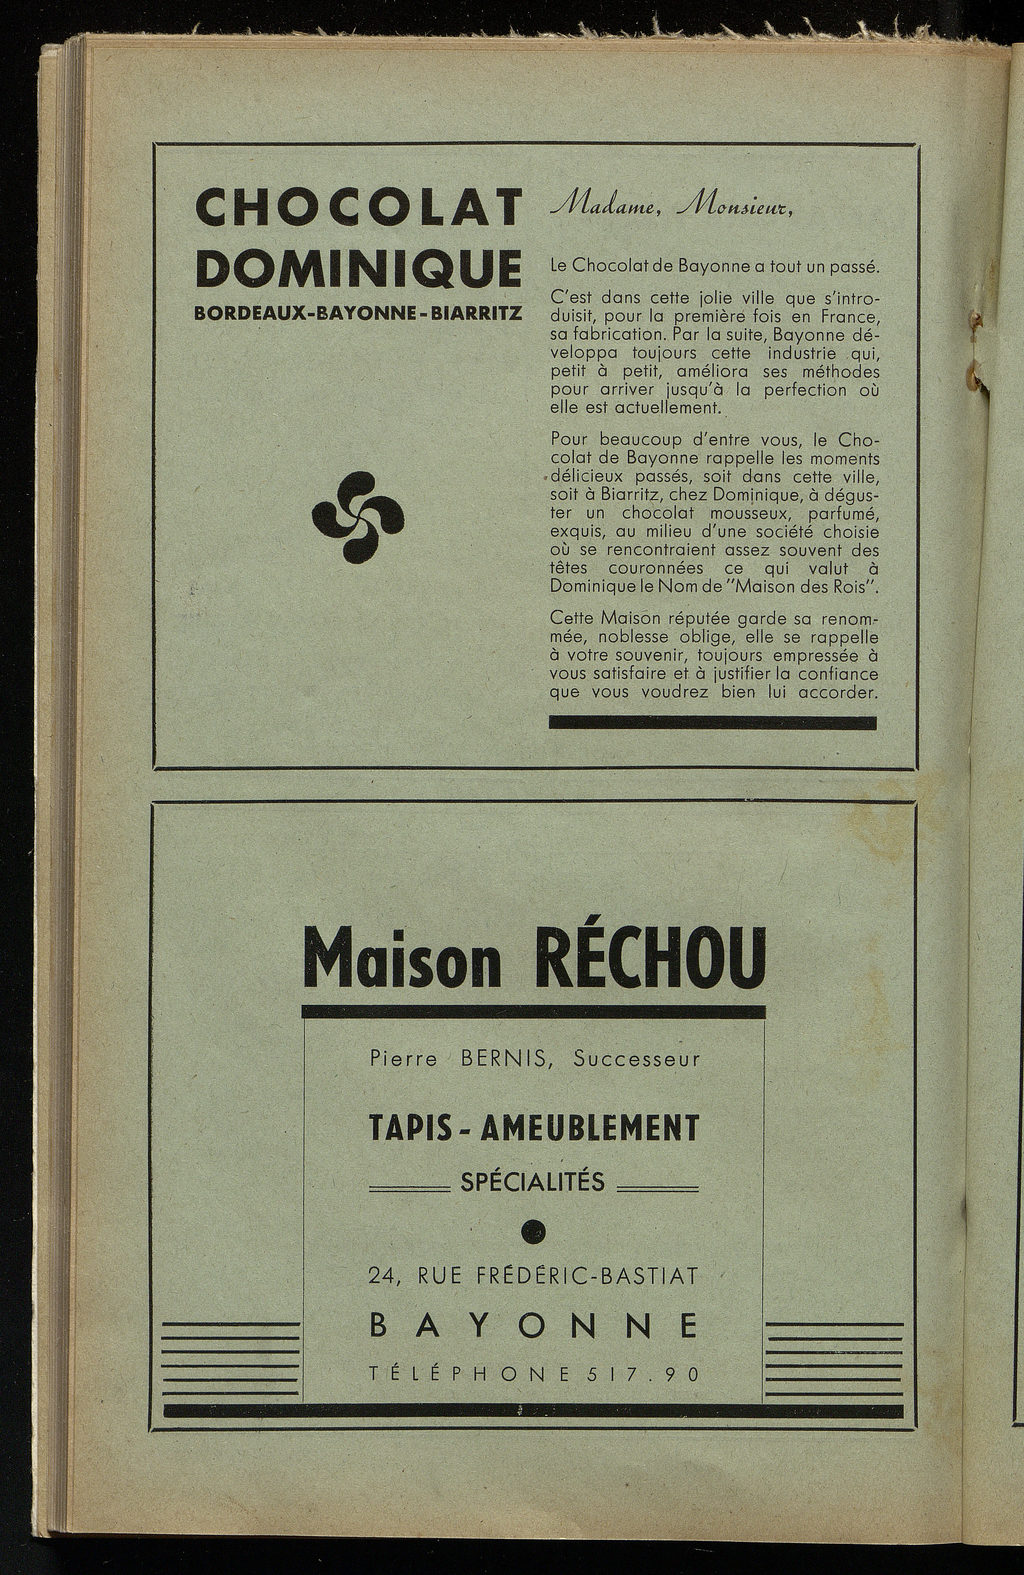 CHOCOLAT
DOMINIQUE
BORDEAUX-BAYONNE-BIARRITZ
Madame, Monsieur,
Le Chocolat de Bayonne a tout un passé.
C'est dans cette jolie ville que s'intro-
duisit, pour la première fois en France,
sa fabrication. Par la suite, Bayonne dé-
veloppa toujours cette industrie qui,
petit à petit, améliora ses méthodes
pour arriver jusqu'à la perfection où
elle est actuellement.
Pour beaucoup d'entre vous, le Cho-
colat de Bayonne rappelle les moments
délicieux passés, soit dans cette ville,
soit à Biarritz, chez Dominique, à dégus-
ter un chocolat mousseux, parfumé,
exquis, au milieu d'une société choisie
où se rencontraient assez souvent des
têtes couronnées ce qui valut à
Dominique le Nom de "Maison des Rois".
Cette Maison réputée garde sa renom-
mée, noblesse oblige, elle se rappelle
à votre souvenir, toujours empressée à
vous satisfaire et à justifier la confiance
que vous voudrez bien lui accorder.
Maison RÉCHOU
Pierre BERNIS, Successeur
TAPIS - AMEUBLEMENT
SPÉCIALITÉS
24, RUE FRÉDÉRIC-BASTIAT
BAYONNE
TÉLÉPHONE 517.90